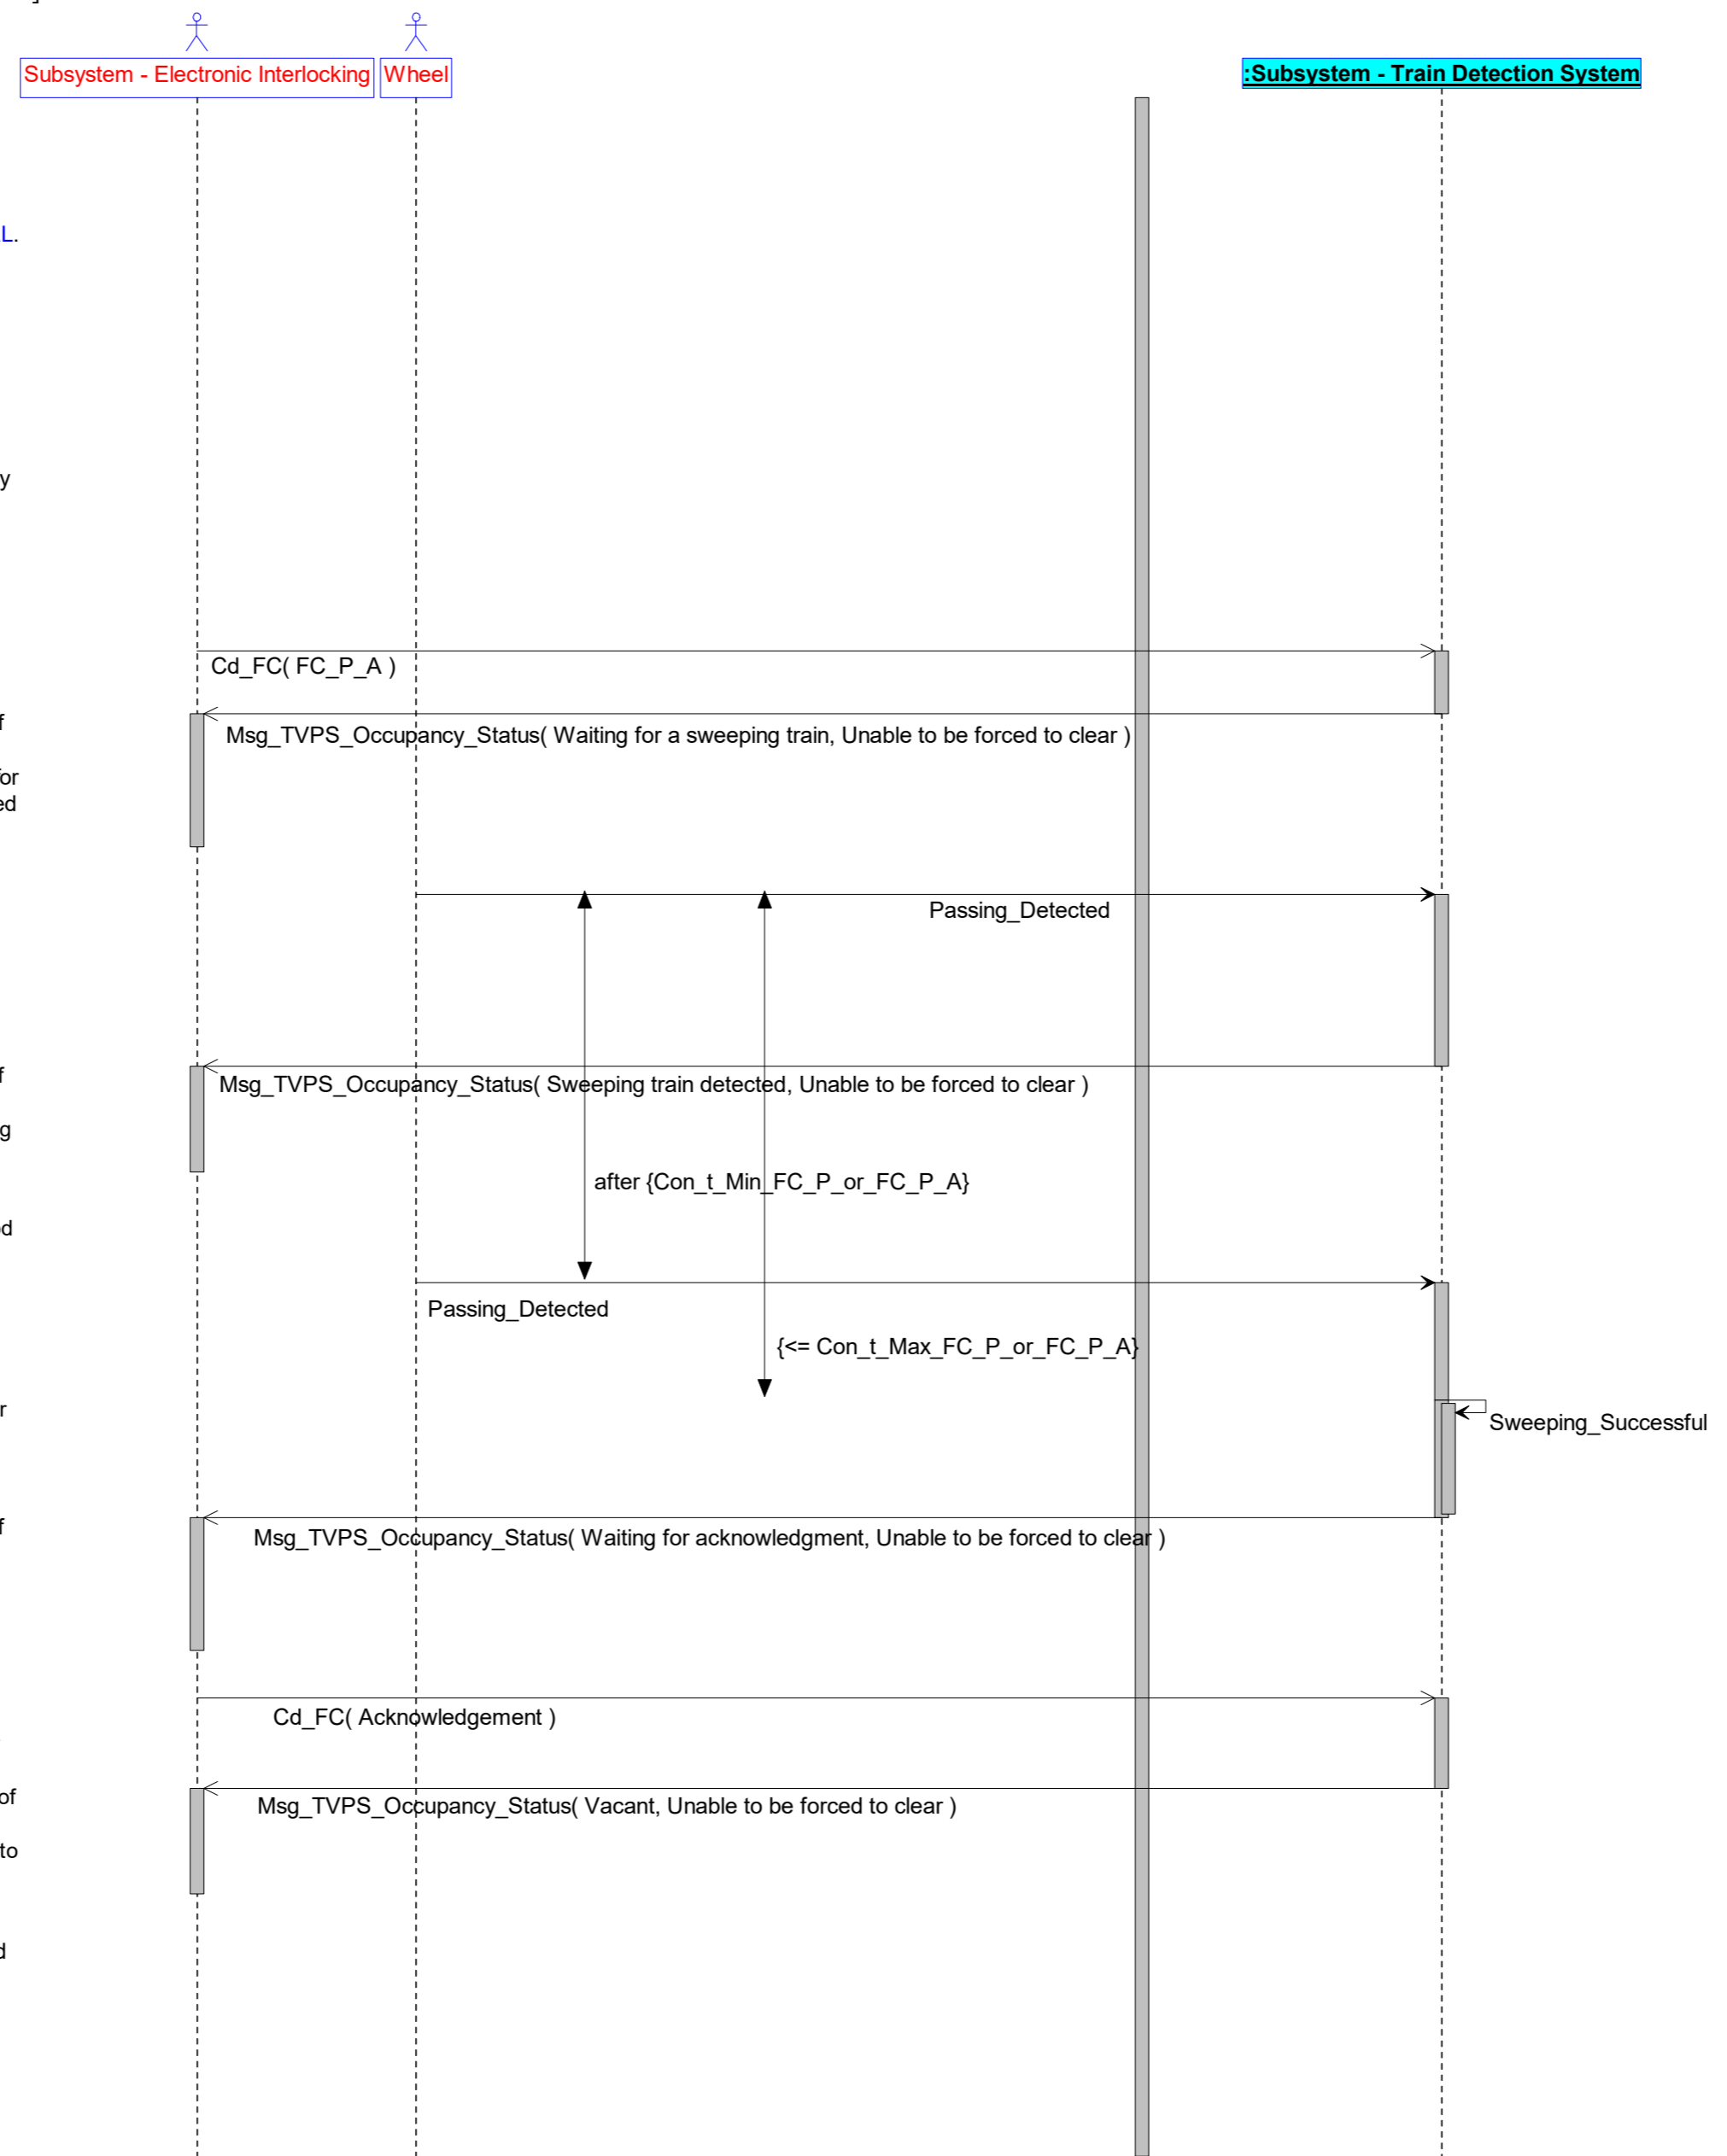 ]
Subsystem - Electronic Interlocking
Wheel
:Subsystem - Train Detection System
L.
y
Cd_FC( FC_P_A )
f
Msg_TVPS_Occupancy_Status( Waiting for a sweeping train, Unable to be forced to clear )
for
ed
Passing_Detected
f
Msg_TVPS_Occupancy_Status( Sweeping train detected, Unable to be forced to clear )
g
after {Con_t_Min_FC_P_or_FC_P_A}
od
Passing_Detected
{<= Con_t_Max_FC_P_or_FC_P_A}
r
Sweeping_Successful
f
Msg_TVPS_Occupancy_Status( Waiting for acknowledgment, Unable to be forced to clear )
Cd_FC( Acknowledgement )
of
Msg_TVPS_Occupancy_Status( Vacant, Unable to be forced to clear )
to
d